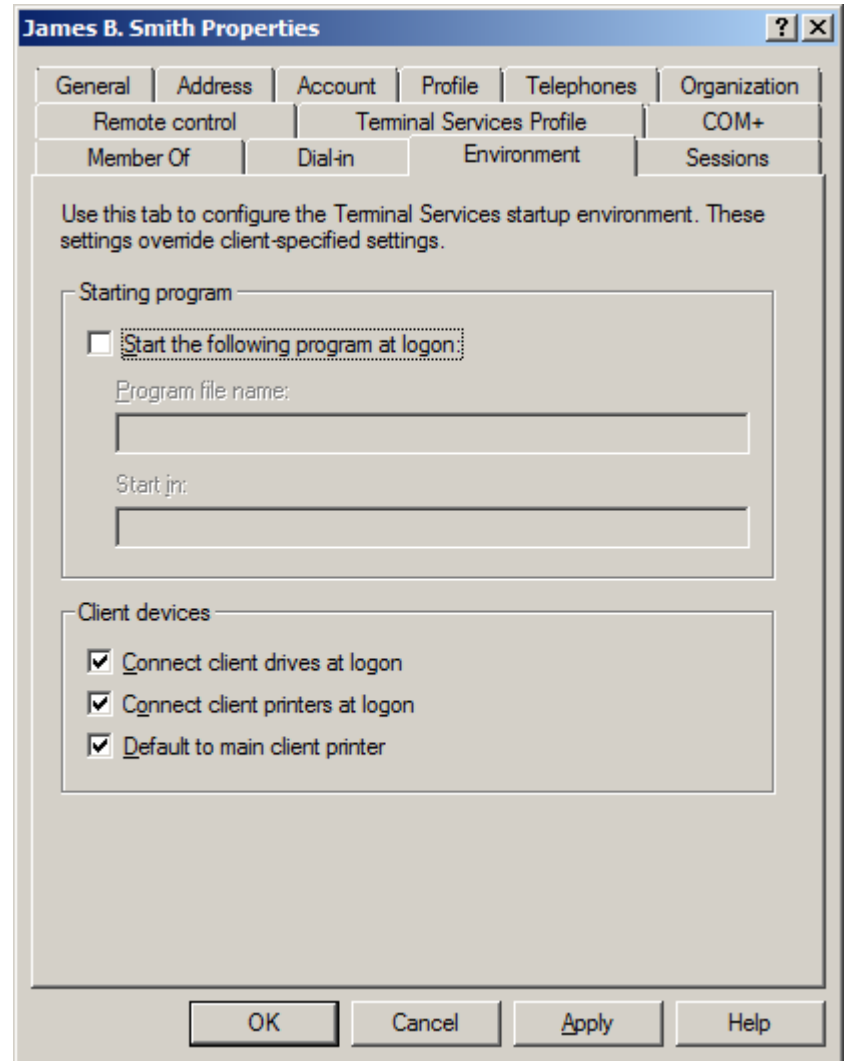 James B. Smith Properties
General Address Account Profile Telephones Organization
Remote control Terminal Services Profile COM+
Member Of Dial-in Environment Sessions
Use this tab to configure the Terminal Services startup environment. These
settings override client-specified settings.
Starting program
Start the following program at logon:
Program file name:
Start in:
Client devices
Connect client drives at logon
Connect client printers at logon
Default to main client printer
OK Cancel Apply Help